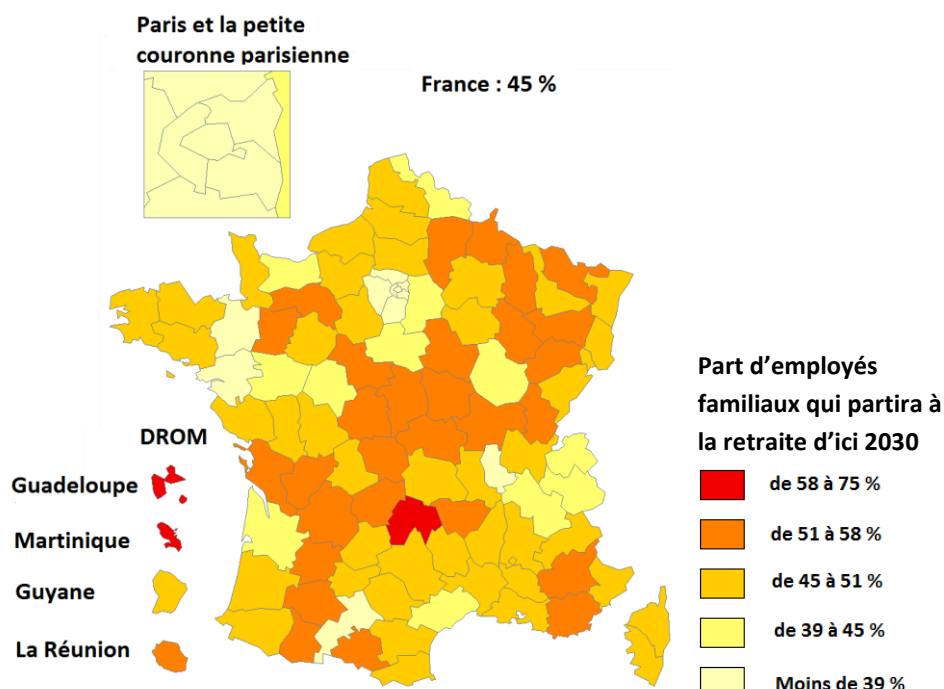 Paris et la petite
couronne parisienne
France : 45 %
DROM
Guadeloupe
Martinique
Guyane
La Réunion
Part d’employés
familiaux qui partira à
la retraite d’ici 2030
de 58 à 75 %
de 51 à 58 %
de 45 à 51 %
de 39 à 45 %
Moins de 39 %